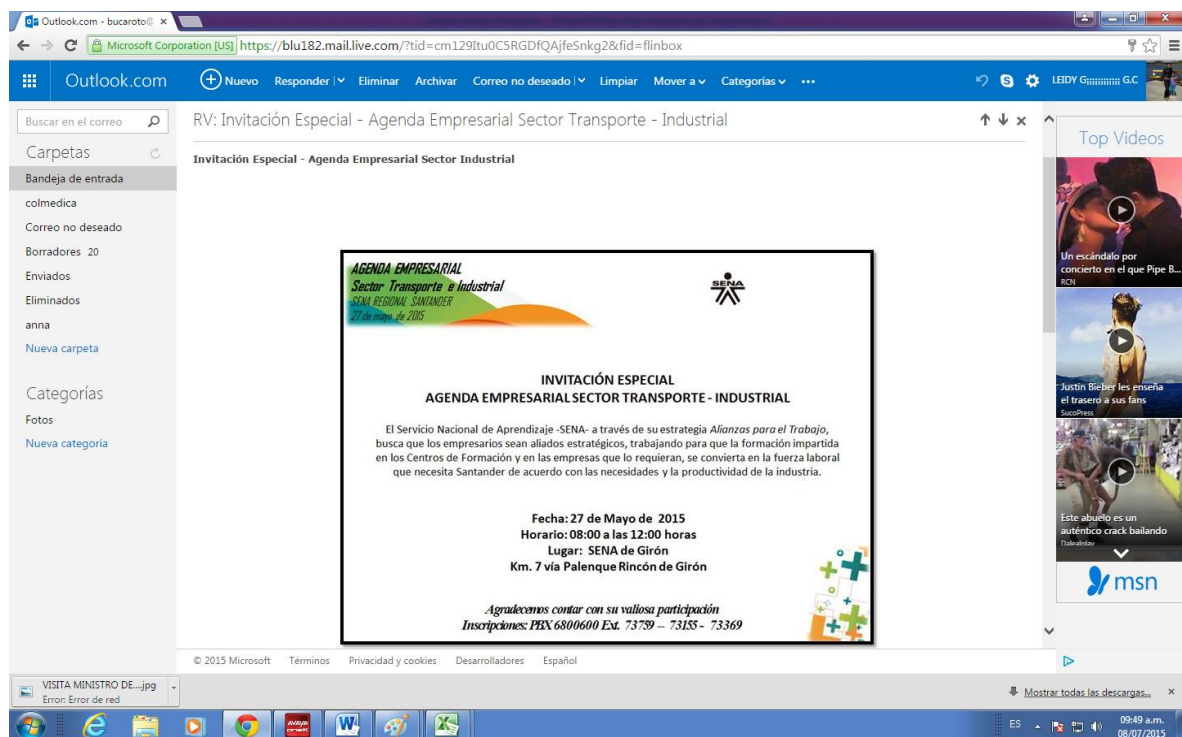 Outlook.com - bucaroto@
Microsoft Corporation [US] https://blu182.mail.live.com/?tid=cm129Itu0C5RGDfQAjfeSnkg2&fid=flinbox
Outlook.com
Nuevo Responder Eliminar Archivar Correo no deseado Limpiar Mover a Categorías ...
LEIDY Giiiiiiiiiii G.C
Buscar en el correo
Carpetas
Bandeja de entrada
colmedica
Correo no deseado
Borradores 20
Enviados
Eliminados
anna
Nueva carpeta
Categorías
Fotos
Nueva categoría
RV: Invitación Especial - Agenda Empresarial Sector Transporte - Industrial
Invitación Especial - Agenda Empresarial Sector Industrial
AGENDA EMPRESARIAL
Sector Transporte e Industrial
SENA REGIONAL SANTANDER
27 de mayo de 2015
SENA
INVITACIÓN ESPECIAL
AGENDA EMPRESARIAL SECTOR TRANSPORTE - INDUSTRIAL
El Servicio Nacional de Aprendizaje -SENA- a través de su estrategia Alianzas para el Trabajo,
busca que los empresarios sean aliados estratégicos, trabajando para que la formación impartida
en los Centros de Formación y en las empresas que lo requieran, se convierta en la fuerza laboral
que necesita Santander de acuerdo con las necesidades y la productividad de la industria.
Fecha: 27 de Mayo de 2015
Horario: 08:00 a las 12:00 horas
Lugar: SENA de Girón
Km. 7 vía Palenque Rincón de Girón
Agradecemos contar con su valiosa participación
Inscripciones: PBX 6800600 Ext. 73759 – 73155 - 73369
Top Videos
Un escándalo por
concierto en el que Pipe B...
RCN
Justin Bieber les enseña
el trasero a sus fans
SucoPress
Este abuelo es un
auténtico crack bailando
Dalealplay
msn
© 2015 Microsoft Términos Privacidad y cookies Desarrolladores Español
VISITA MINISTRO DE....jpg
Error: Error de red
Mostrar todas las descargas...
AVAYA
ES
09:49 a.m.
08/07/2015